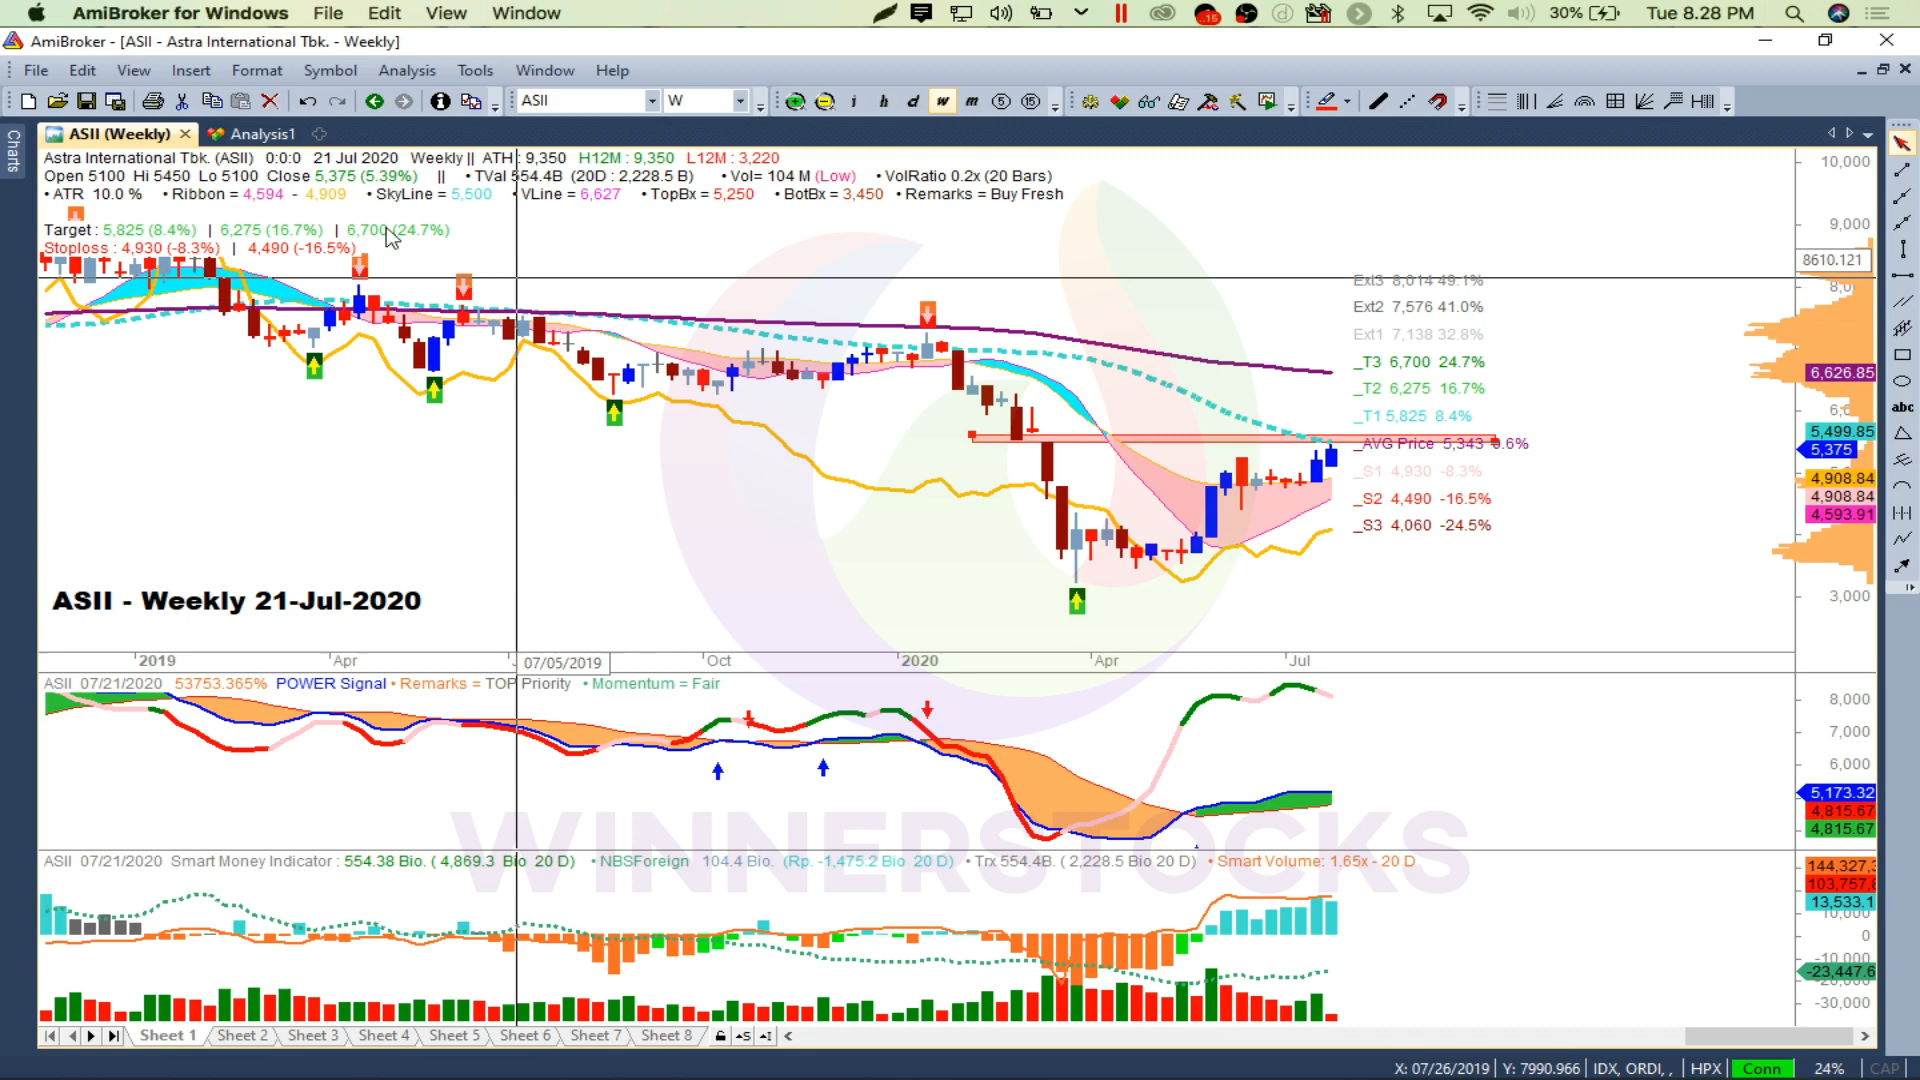 AmiBroker for Windows File Edit View Window 30% Tue 8.28 PM
AmiBroker - [ASII - Astra International Tbk. - Weekly]
File Edit View Insert Format Symbol Analysis Tools Window Help
ASII W i h d w m 5 15
Charts
ASII (Weekly) Analysis1
Astra International Tbk. (ASII) 0:0:0 21 Jul 2020 Weekly || ATH : 9,350 H12M : 9,350 L12M : 3,220
Open 5100 Hi 5450 Lo 5100 Close 5,375 (5.39%) || • TVal 554.4B (20D : 2,228.5 B) • Vol= 104 M (Low) • VolRatio 0.2x (20 Bars)
• ATR 10.0 % • Ribbon = 4,594 - 4,909 • SkyLine = 5,500 • VLine = 6,627 • TopBx = 5,250 • BotBx = 3,450 • Remarks = Buy Fresh
Target : 5,825 (8.4%) | 6,275 (16.7%) | 6,700 (24.7%)
Stoploss : 4,930 (-8.3%) | 4,490 (-16.5%)
10,000
9,000
8610.121
Ext3 8,014 49.1%
Ext2 7,576 41.0%
Ext1 7,138 32.8%
_T3 6,700 24.7%
6,626.85
_T2 6,275 16.7%
_T1 5,825 8.4%
abc
5,499.85
_AVG Price 5,343 0.6%
5,375
_S1 4,930 -8.3%
4,908.84
4,908.84
_S2 4,490 -16.5%
4,593.91
_S3 4,060 -24.5%
3,000
ASII - Weekly 21-Jul-2020
2019 Apr 07/05/2019 Oct 2020 Apr Jul
ASII 07/21/2020 53753.365% POWER Signal • Remarks = TOP Priority • Momentum = Fair
8,000
7,000
6,000
5,173.32
4,815.67
4,815.67
WINNERSTOCKS
ASII 07/21/2020 Smart Money Indicator : 554.38 Bio. ( 4,869.3 Bio 20 D) • NBSForeign 104.4 Bio. (Rp. -1,475.2 Bio 20 D) • Trx 554.4B. ( 2,228.5 Bio 20 D) • Smart Volume: 1.65x - 20 D
144,327.3
103,757.8
13,533.1
10,000
0
-10,000
-23,447.6
-30,000
Sheet 1 Sheet 2 Sheet 3 Sheet 4 Sheet 5 Sheet 6 Sheet 7 Sheet 8
X: 07/26/2019 Y: 7990.966 IDX, ORDI, , HPX Conn 24% CAP